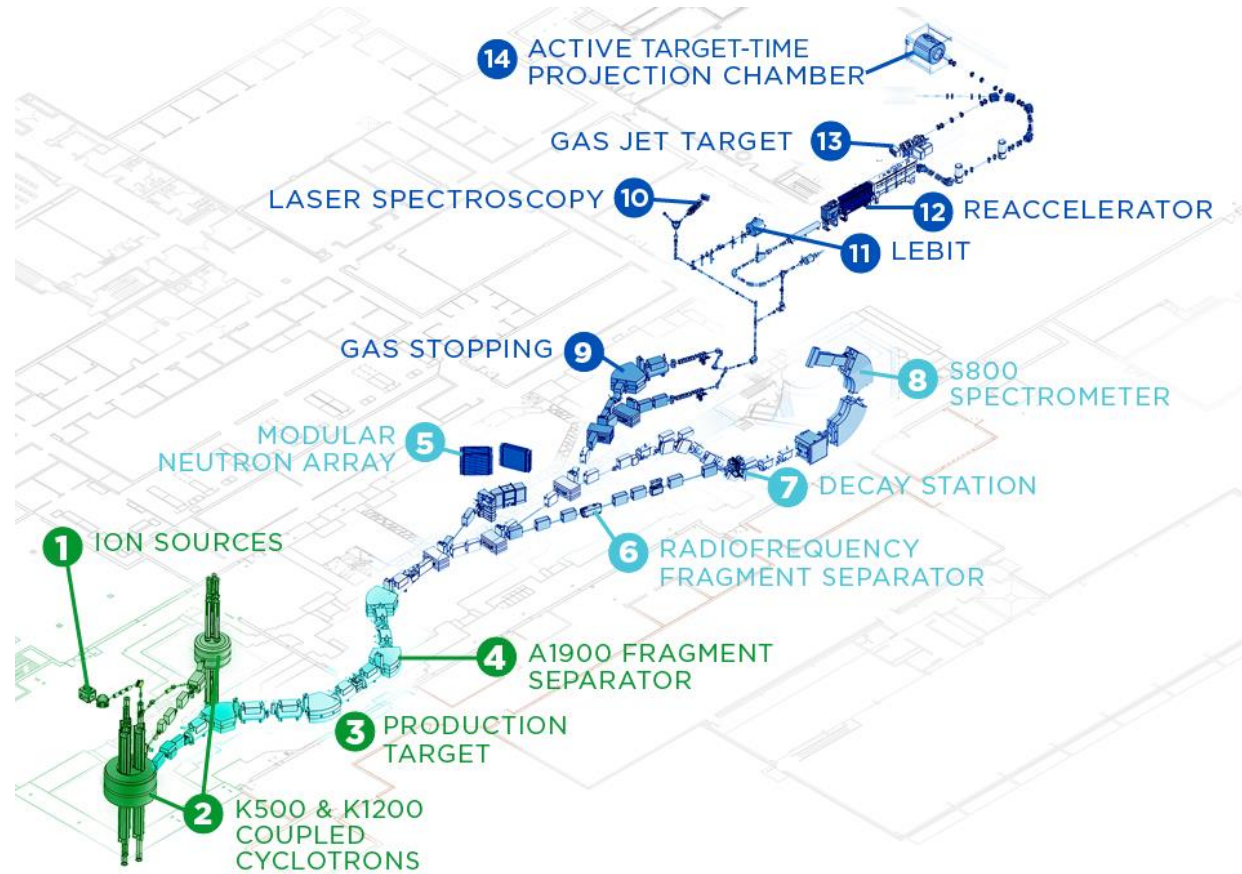 14 ACTIVE TARGET-TIME
PROJECTION CHAMBER
GAS JET TARGET 13
LASER SPECTROSCOPY 10
12 REACCELERATOR
11 LEBIT
GAS STOPPING 9
8 S800
SPECTROMETER
MODULAR 5
NEUTRON ARRAY
7 DECAY STATION
1 ION SOURCES
6 RADIOFREQUENCY
FRAGMENT SEPARATOR
4 A1900 FRAGMENT
SEPARATOR
3 PRODUCTION
TARGET
2 K500 & K1200
COUPLED
CYCLOTRONS